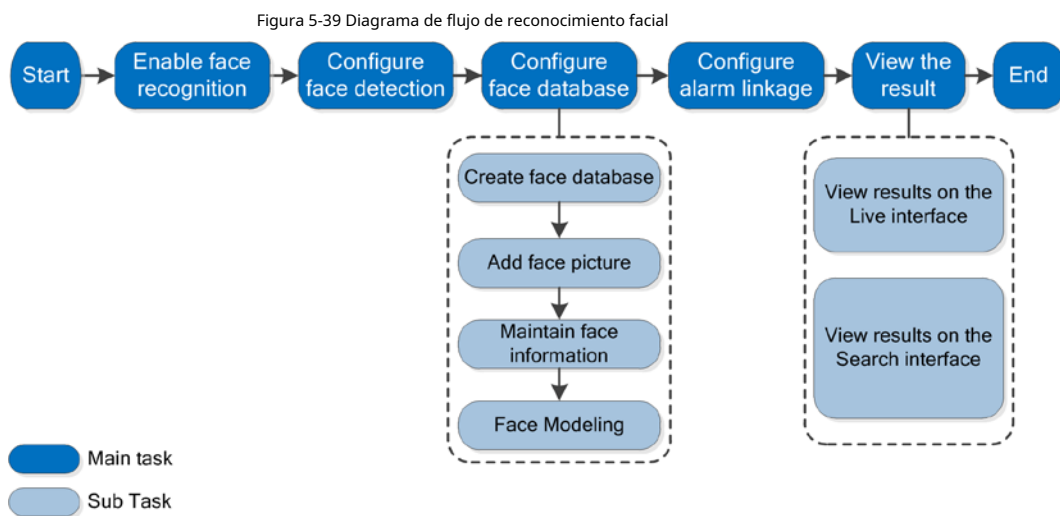 Figura 5-39 Diagrama de flujo de reconocimiento facial
Start
Enable face
recognition
Configure
face detection
Configure
face database
Configure
alarm linkage
View the
result
End
Create face database
Add face picture
Maintain face
information
Face Modeling
View results on the
Live interface
View results on the
Search interface
Main task
Sub Task